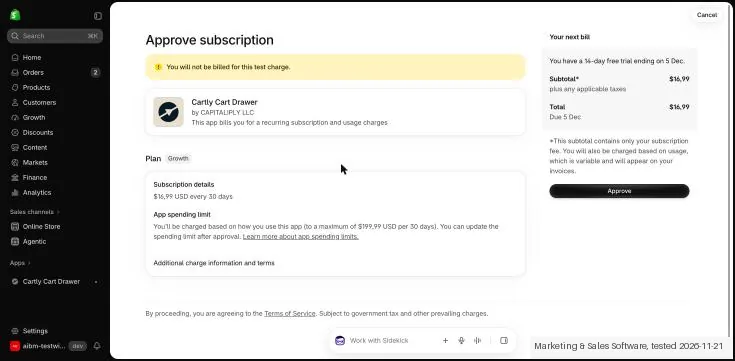 Search
⌘K
Home
Orders
2
Products
Customers
Growth
Discounts
Content
Markets
Finance
Analytics
Sales channels
Online Store
Agentic
Apps
Cartly Cart Drawer
Settings
aibm-testwi...
dev
Cancel
Approve subscription
You will not be billed for this test charge.
Cartly Cart Drawer
by CAPITALIPLY LLC
This app bills you for a recurring subscription and usage charges
Plan
Growth
Subscription details
$16,99 USD every 30 days
App spending limit
You'll be charged based on how you use this app (to a maximum of $199,99 USD per 30 days). You can update the
spending limit after approval. Learn more about app spending limits.
Additional charge information and terms
By proceeding, you are agreeing to the Terms of Service. Subject to government tax and other prevailing charges.
Your next bill
You have a 14-day free trial ending on 5 Dec.
Subtotal* $16,99
plus any applicable taxes
Total $16,99
Due 5 Dec
*This subtotal contains only your subscription
fee. You will also be charged based on usage,
which is variable and will appear on your
invoices.
Approve
Work with Sidekick
Marketing & Sales Software, tested 2026-11-21